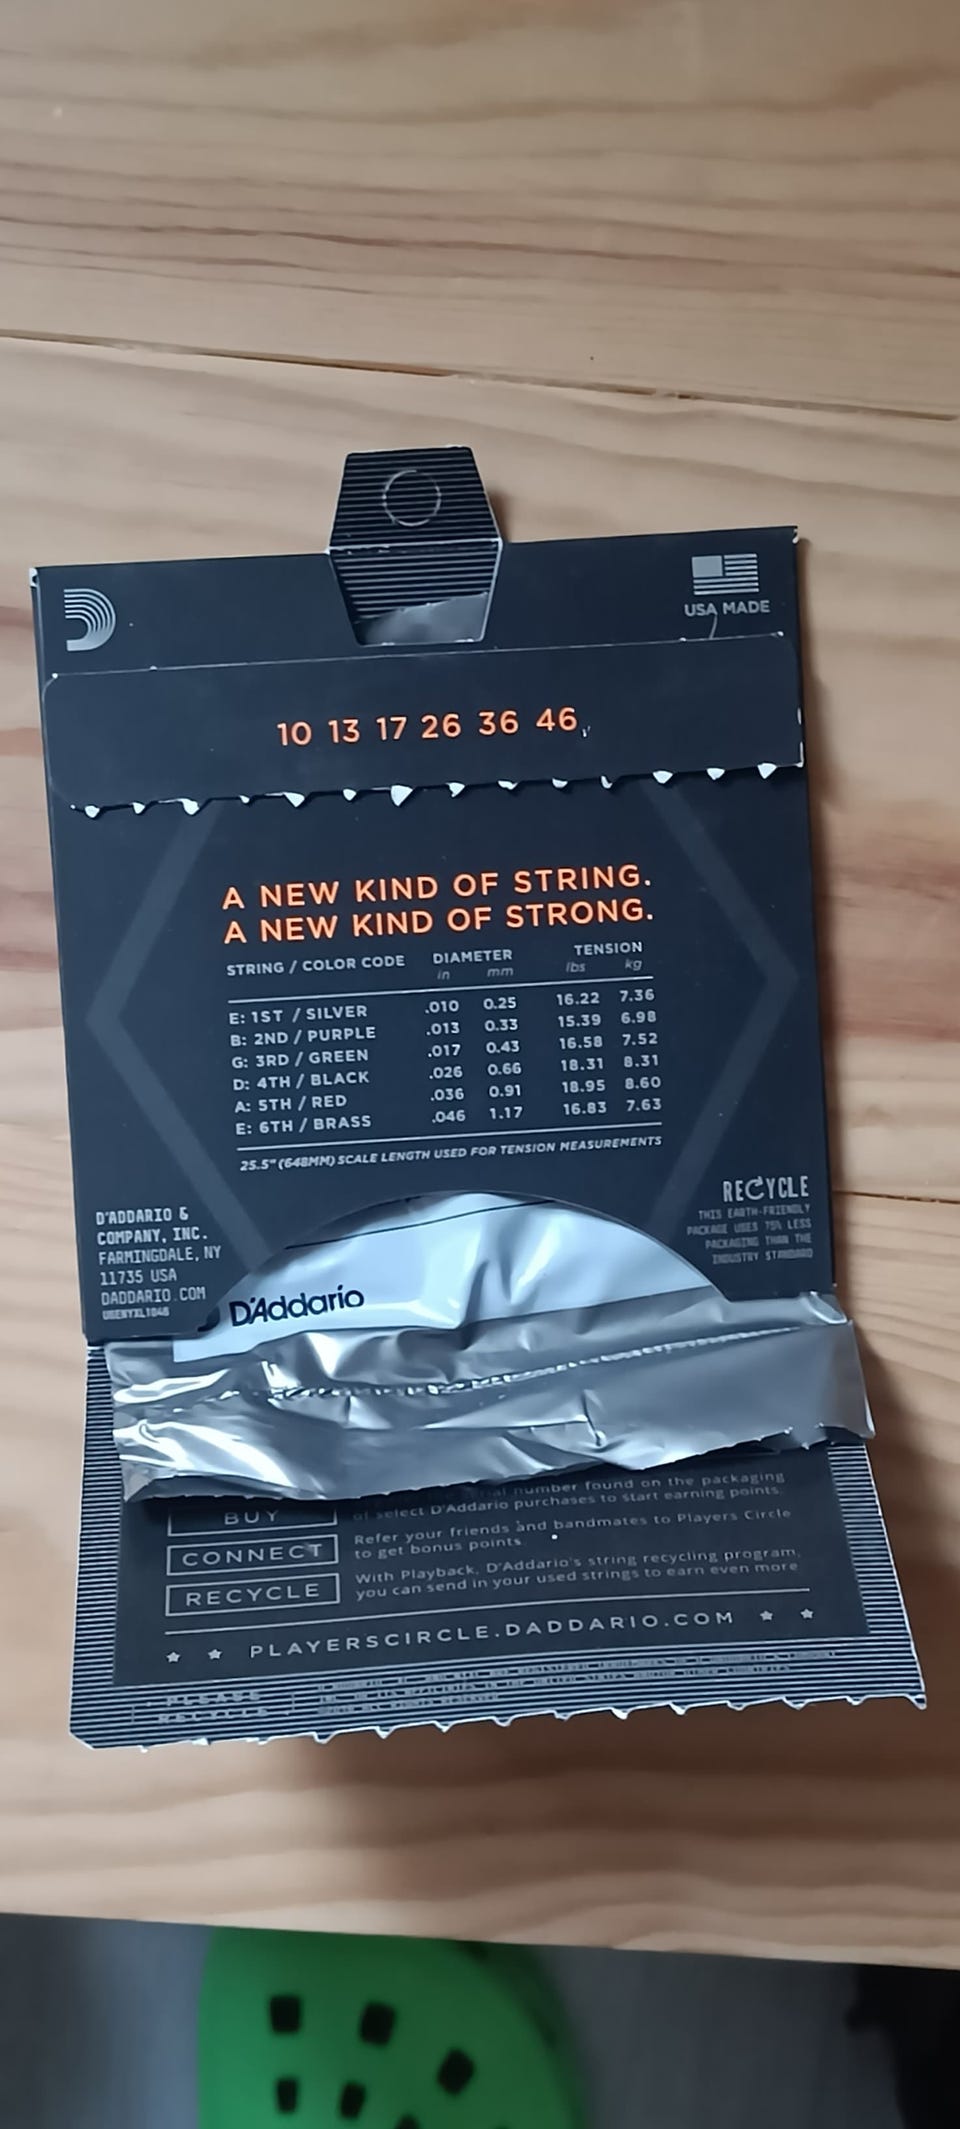 USA MADE
10 13 17 26 36 46
A NEW KIND OF STRING.
A NEW KIND OF STRONG.
STRING / COLOR CODE DIAMETER TENSION
in mm lbs kg
E: 1ST / SILVER .010 0.25 16.22 7.36
B: 2ND / PURPLE .013 0.33 15.39 6.98
G: 3RD / GREEN .017 0.43 16.58 7.52
D: 4TH / BLACK .026 0.66 18.31 8.31
A: 5TH / RED .036 0.91 18.95 8.60
E: 6TH / BRASS .046 1.17 16.83 7.63
25.5" (648MM) SCALE LENGTH USED FOR TENSION MEASUREMENTS
D'ADDARIO &
COMPANY, INC.
FARMINGDALE, NY
11735 USA
DADDARIO.COM
RECYCLE
THIS EARTH-FRIENDLY
PACKAGE USES 75% LESS
PACKAGING THAN THE
INDUSTRY STANDARD
D'Addario
number found on the packaging
BUY of select D'Addario purchases to start earning points.
CONNECT Refer your friends and bandmates to Players Circle
to get bonus points.
RECYCLE With Playback, D'Addario's string recycling program,
you can send in your used strings to earn even more
PLAYERSCIRCLE.DADDARIO.COM
PLEASE
RECYCLE